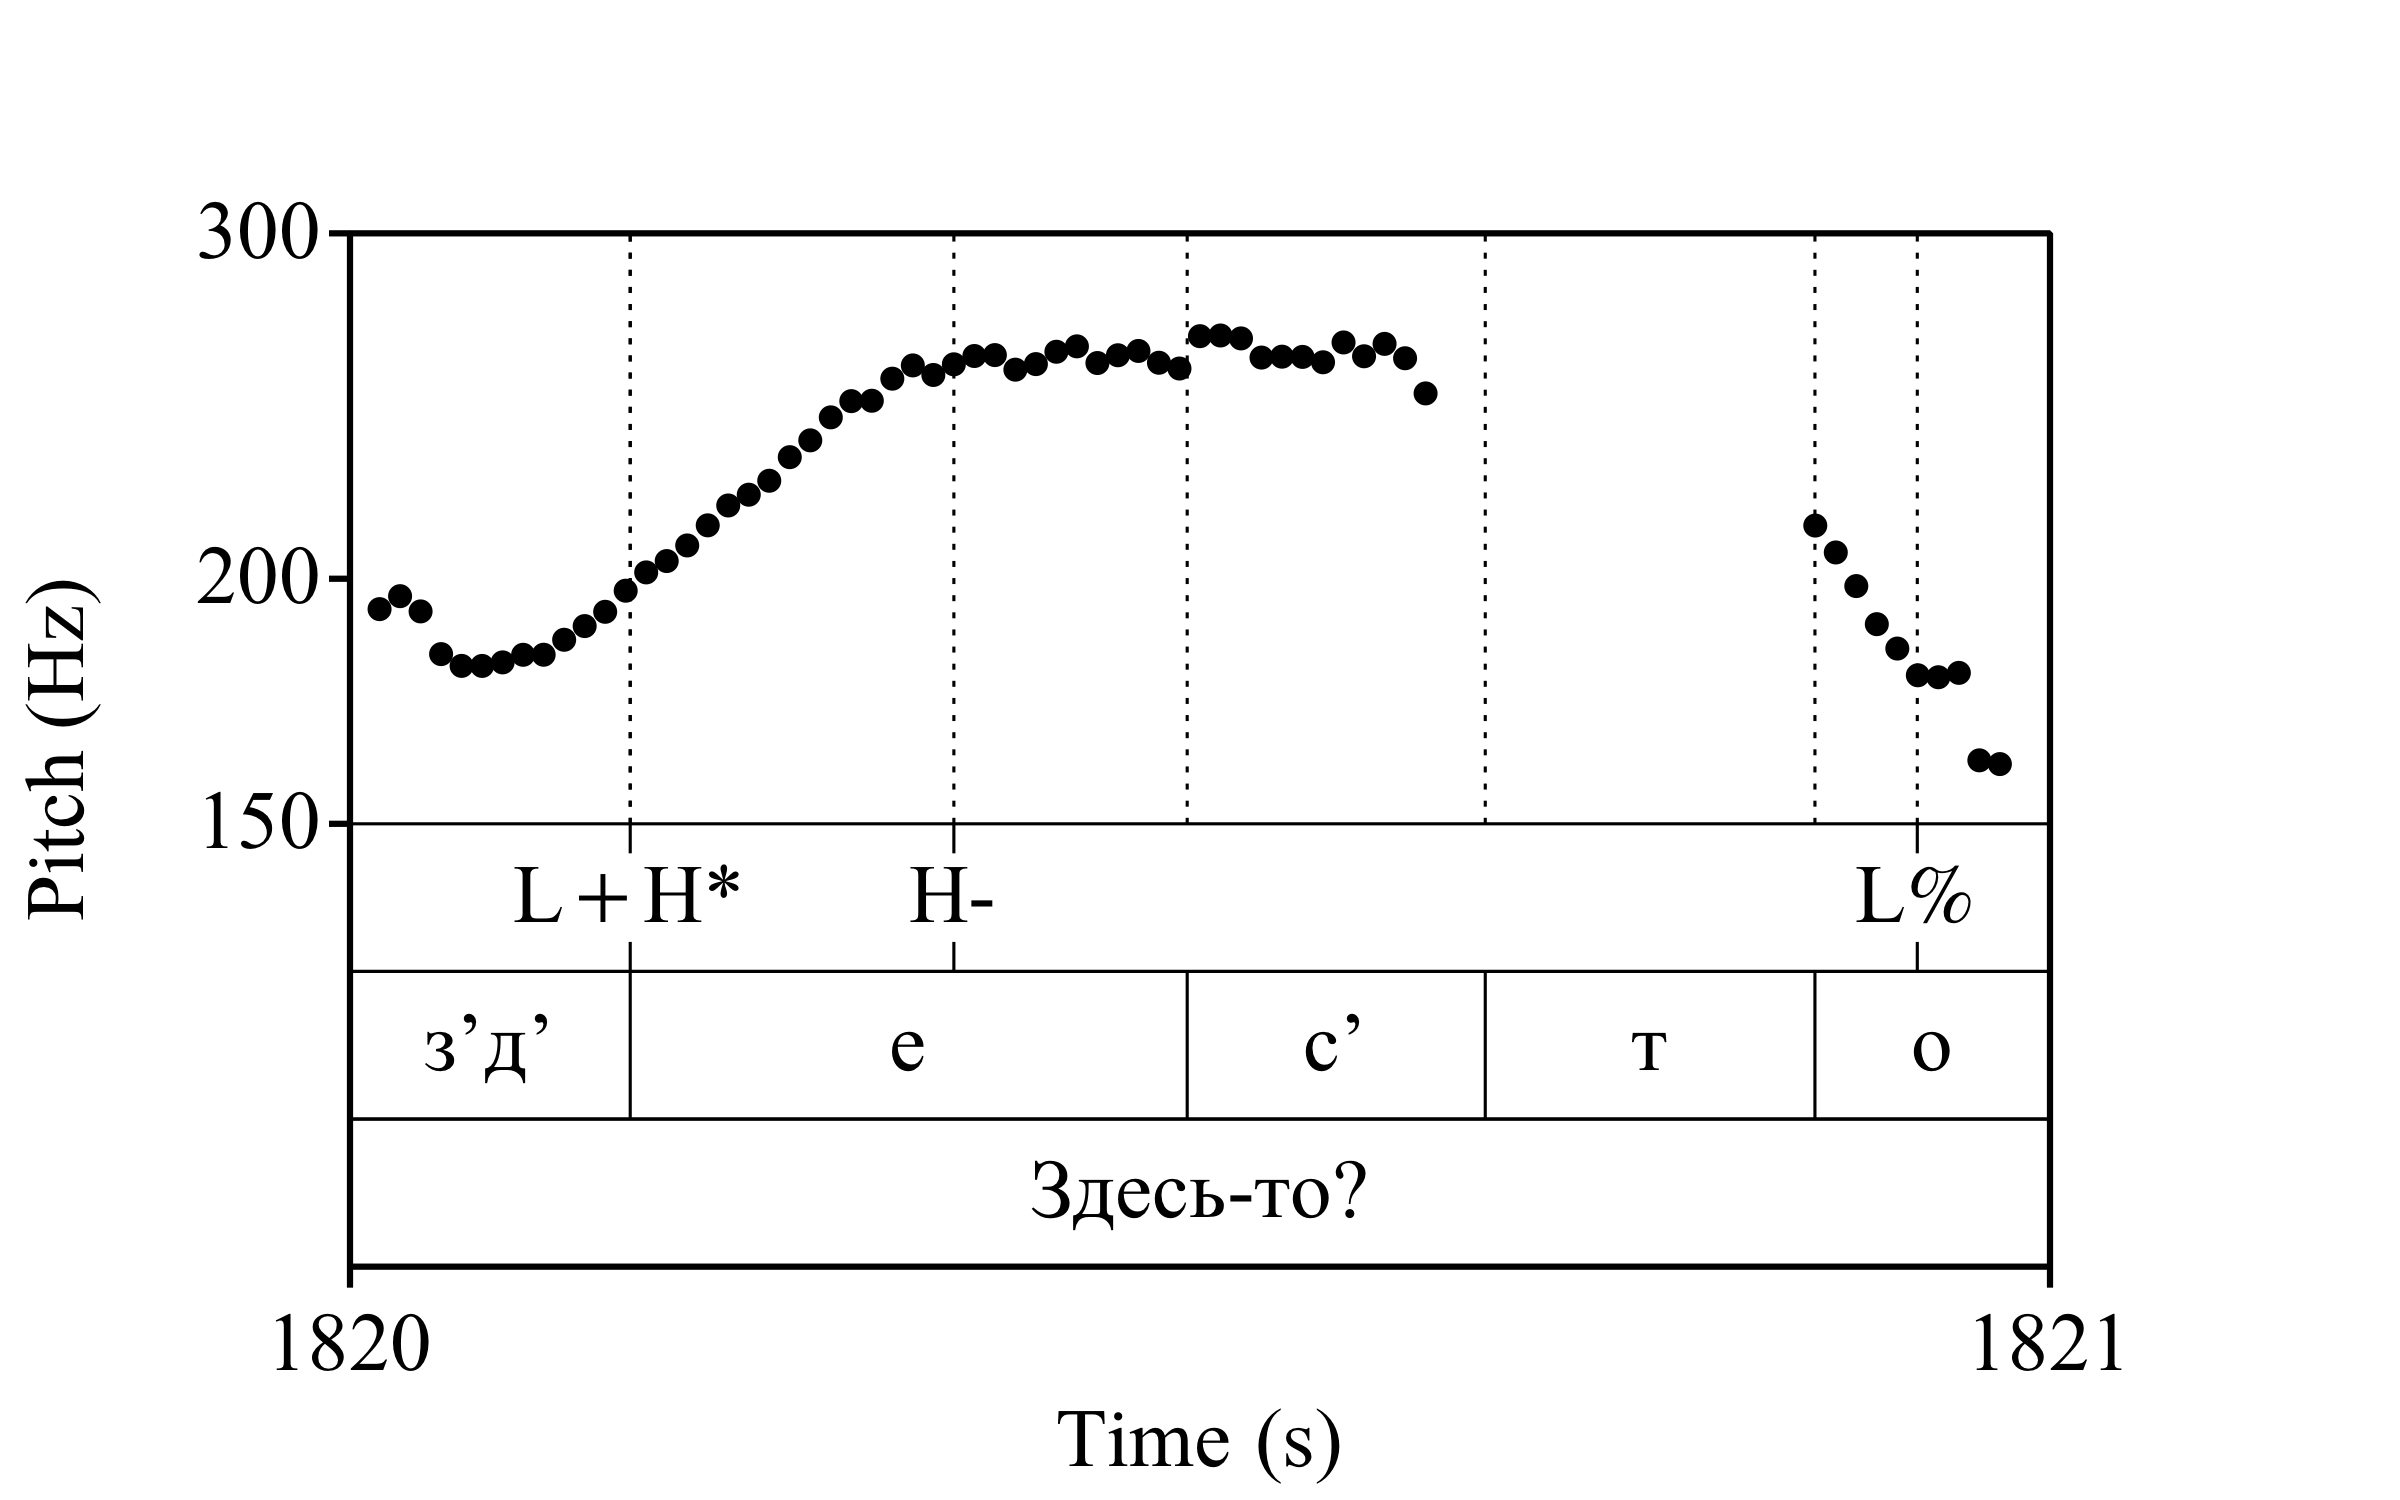 300
200
150
Pitch (Hz)
L+H* H- L%
з’д’ е с’ т о
Здесь-то?
1820 1821
Time (s)